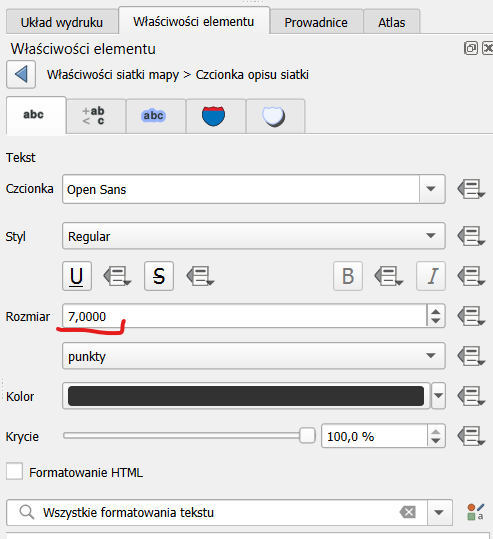 Układ wydruku Właściwości elementu Prowadnice Atlas
Właściwości elementu
Właściwości siatki mapy > Czcionka opisu siatki
abc +ab < c abc
Tekst
Czcionka Open Sans
Styl Regular
U S B I
Rozmiar 7,0000
punkty
Kolor
Krycie 100,0 %
Formatowanie HTML
Wszystkie formatowania tekstu a